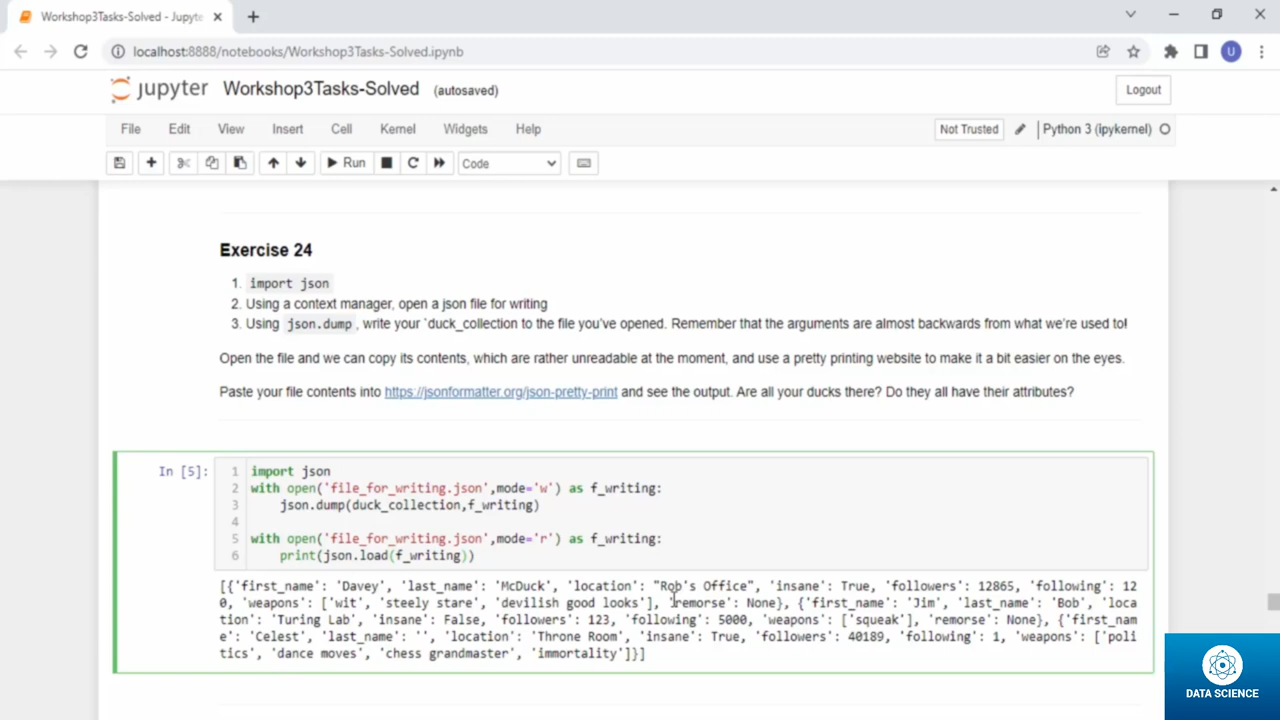 Workshop3Tasks-Solved - Jupyte
localhost:8888/notebooks/Workshop3Tasks-Solved.ipynb
U
jupyter Workshop3Tasks-Solved (autosaved)
Logout
File Edit View Insert Cell Kernel Widgets Help
Not Trusted
Python 3 (ipykernel)
Run
Code
Exercise 24
1. import json
2. Using a context manager, open a json file for writing
3. Using json.dump, write your `duck_collection to the file you've opened. Remember that the arguments are almost backwards from what we're used to!
Open the file and we can copy its contents, which are rather unreadable at the moment, and use a pretty printing website to make it a bit easier on the eyes.
Paste your file contents into https://jsonformatter.org/json-pretty-print and see the output. Are all your ducks there? Do they all have their attributes?
In [5]:
1 import json
2 with open('file_for_writing.json',mode='w') as f_writing:
3     json.dump(duck_collection,f_writing)
4
5 with open('file_for_writing.json',mode='r') as f_writing:
6     print(json.load(f_writing))
[{'first_name': 'Davey', 'last_name': 'McDuck', 'location': "Rob's Office", 'insane': True, 'followers': 12865, 'following': 12
0, 'weapons': ['wit', 'steely stare', 'devilish good looks'], 'remorse': None}, {'first_name': 'Jim', 'last_name': 'Bob', 'loca
tion': 'Turing Lab', 'insane': False, 'followers': 123, 'following': 5000, 'weapons': ['squeak'], 'remorse': None}, {'first_nam
e': 'Celest', 'last_name': '', 'location': 'Throne Room', 'insane': True, 'followers': 40189, 'following': 1, 'weapons': ['poli
tics', 'dance moves', 'chess grandmaster', 'immortality']}]
DATA SCIENCE